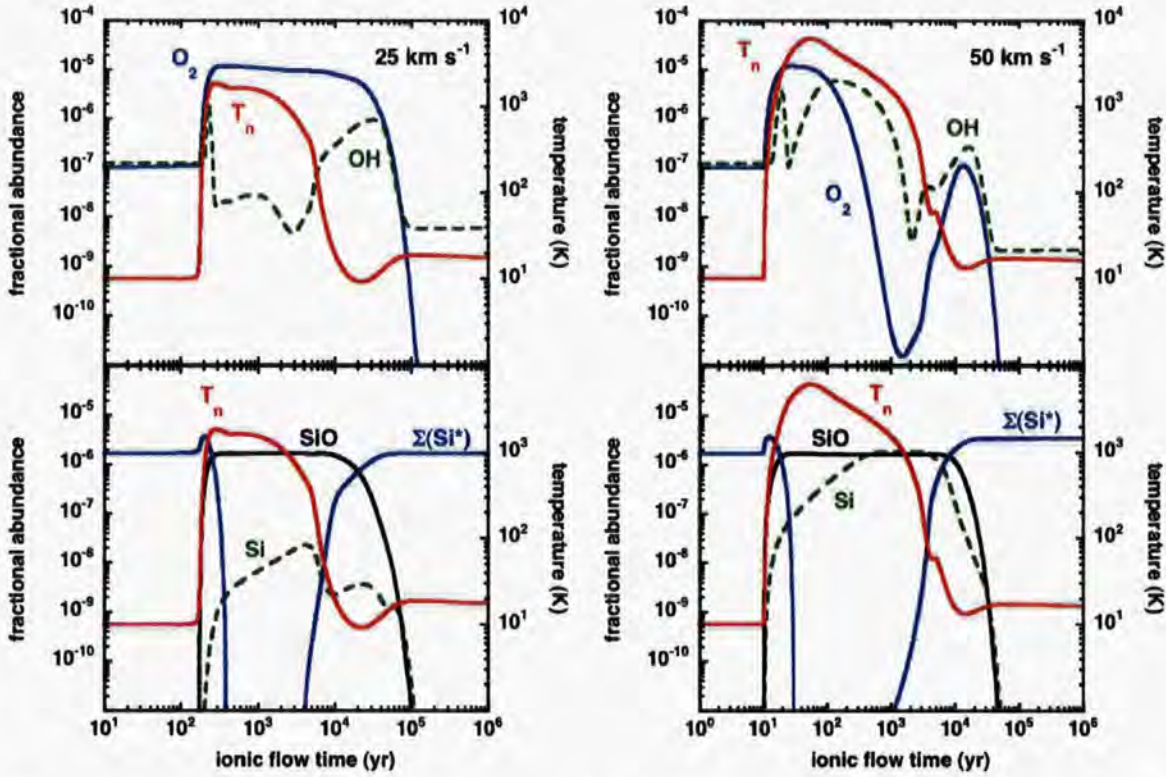 25 km s⁻¹
O₂
Tₙ
OH
10⁻⁴
10⁻⁵
10⁻⁶
10⁻⁷
10⁻⁸
10⁻⁹
10⁻¹⁰
fractional abundance
10⁴
10³
10²
10¹
temperature (K)
50 km s⁻¹
Tₙ
O₂
OH
10⁻⁴
10⁻⁵
10⁻⁶
10⁻⁷
10⁻⁸
10⁻⁹
10⁻¹⁰
fractional abundance
10⁴
10³
10²
10¹
temperature (K)
Tₙ
SiO
Σ(Si*)
Si
10⁻⁵
10⁻⁶
10⁻⁷
10⁻⁸
10⁻⁹
10⁻¹⁰
fractional abundance
10³
10²
10¹
temperature (K)
10¹ 10² 10³ 10⁴ 10⁵ 10⁶
ionic flow time (yr)
Tₙ
SiO
Σ(Si*)
Si
10⁻⁵
10⁻⁶
10⁻⁷
10⁻⁸
10⁻⁹
10⁻¹⁰
fractional abundance
10³
10²
10¹
temperature (K)
10⁰ 10¹ 10² 10³ 10⁴ 10⁵ 10⁶
ionic flow time (yr)